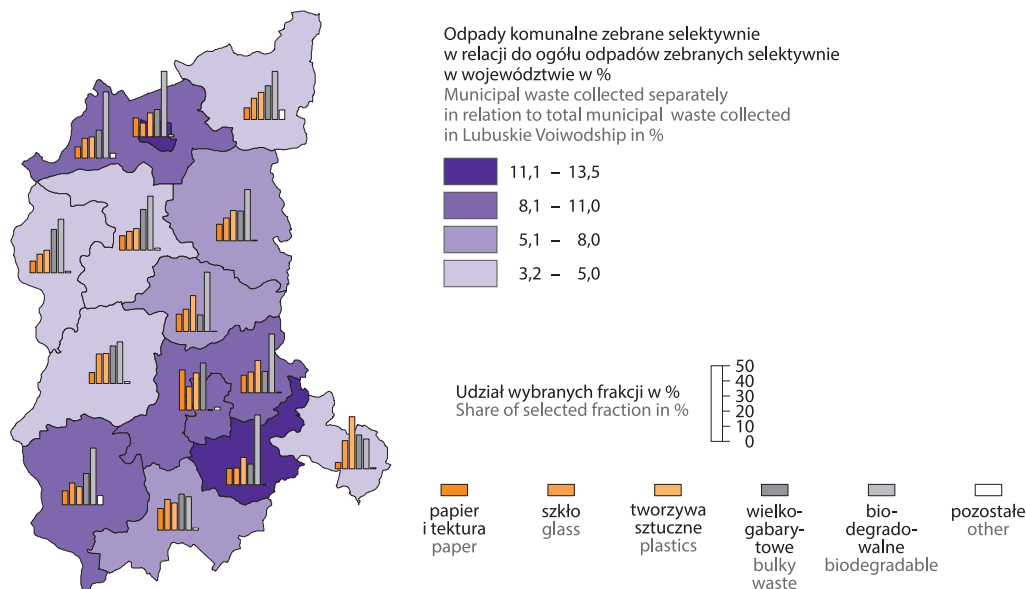 Odpady komunalne zebrane selektywnie
w relacji do ogółu odpadów zebranych selektywnie
w województwie w %
Municipal waste collected separately
in relation to total municipal waste collected
in Lubuskie Voiwodship in %
11,1 – 13,5
8,1 – 11,0
5,1 – 8,0
3,2 – 5,0
Udział wybranych frakcji w %
Share of selected fraction in %
50
40
30
20
10
0
papier
i tektura
paper
szkło
glass
tworzywa
sztuczne
plastics
wielko-
gabary-
towe
bulky
waste
bio-
degrado-
walne
biodegradable
pozostałe
other